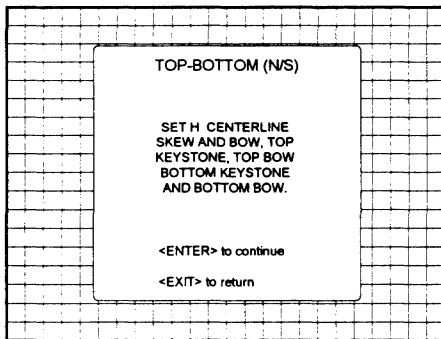 TOP-BOTTOM (N/S)
SET H CENTERLINE
SKEW AND BOW, TOP
KEYSTONE, TOP BOW
BOTTOM KEYSTONE
AND BOTTOM BOW.
<ENTER> to continue
<EXIT> to return